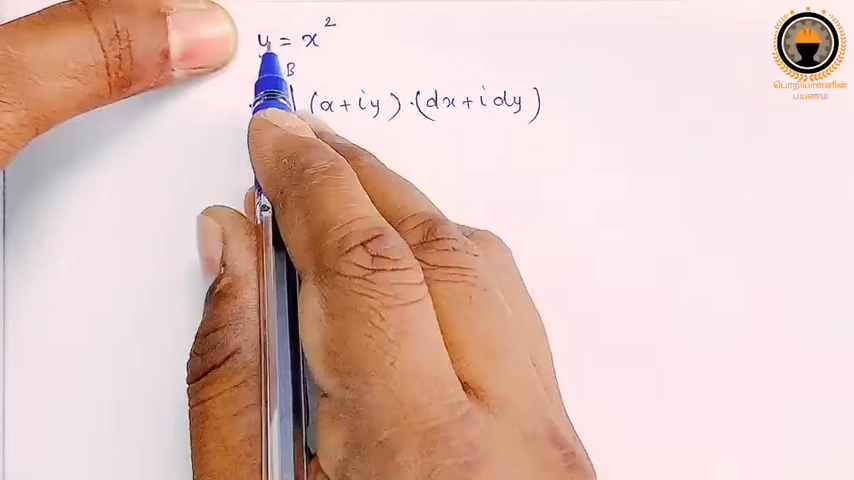 y = x²
B
(x+iy).(dx+idy)
பொறியாளனின்
பயணம்